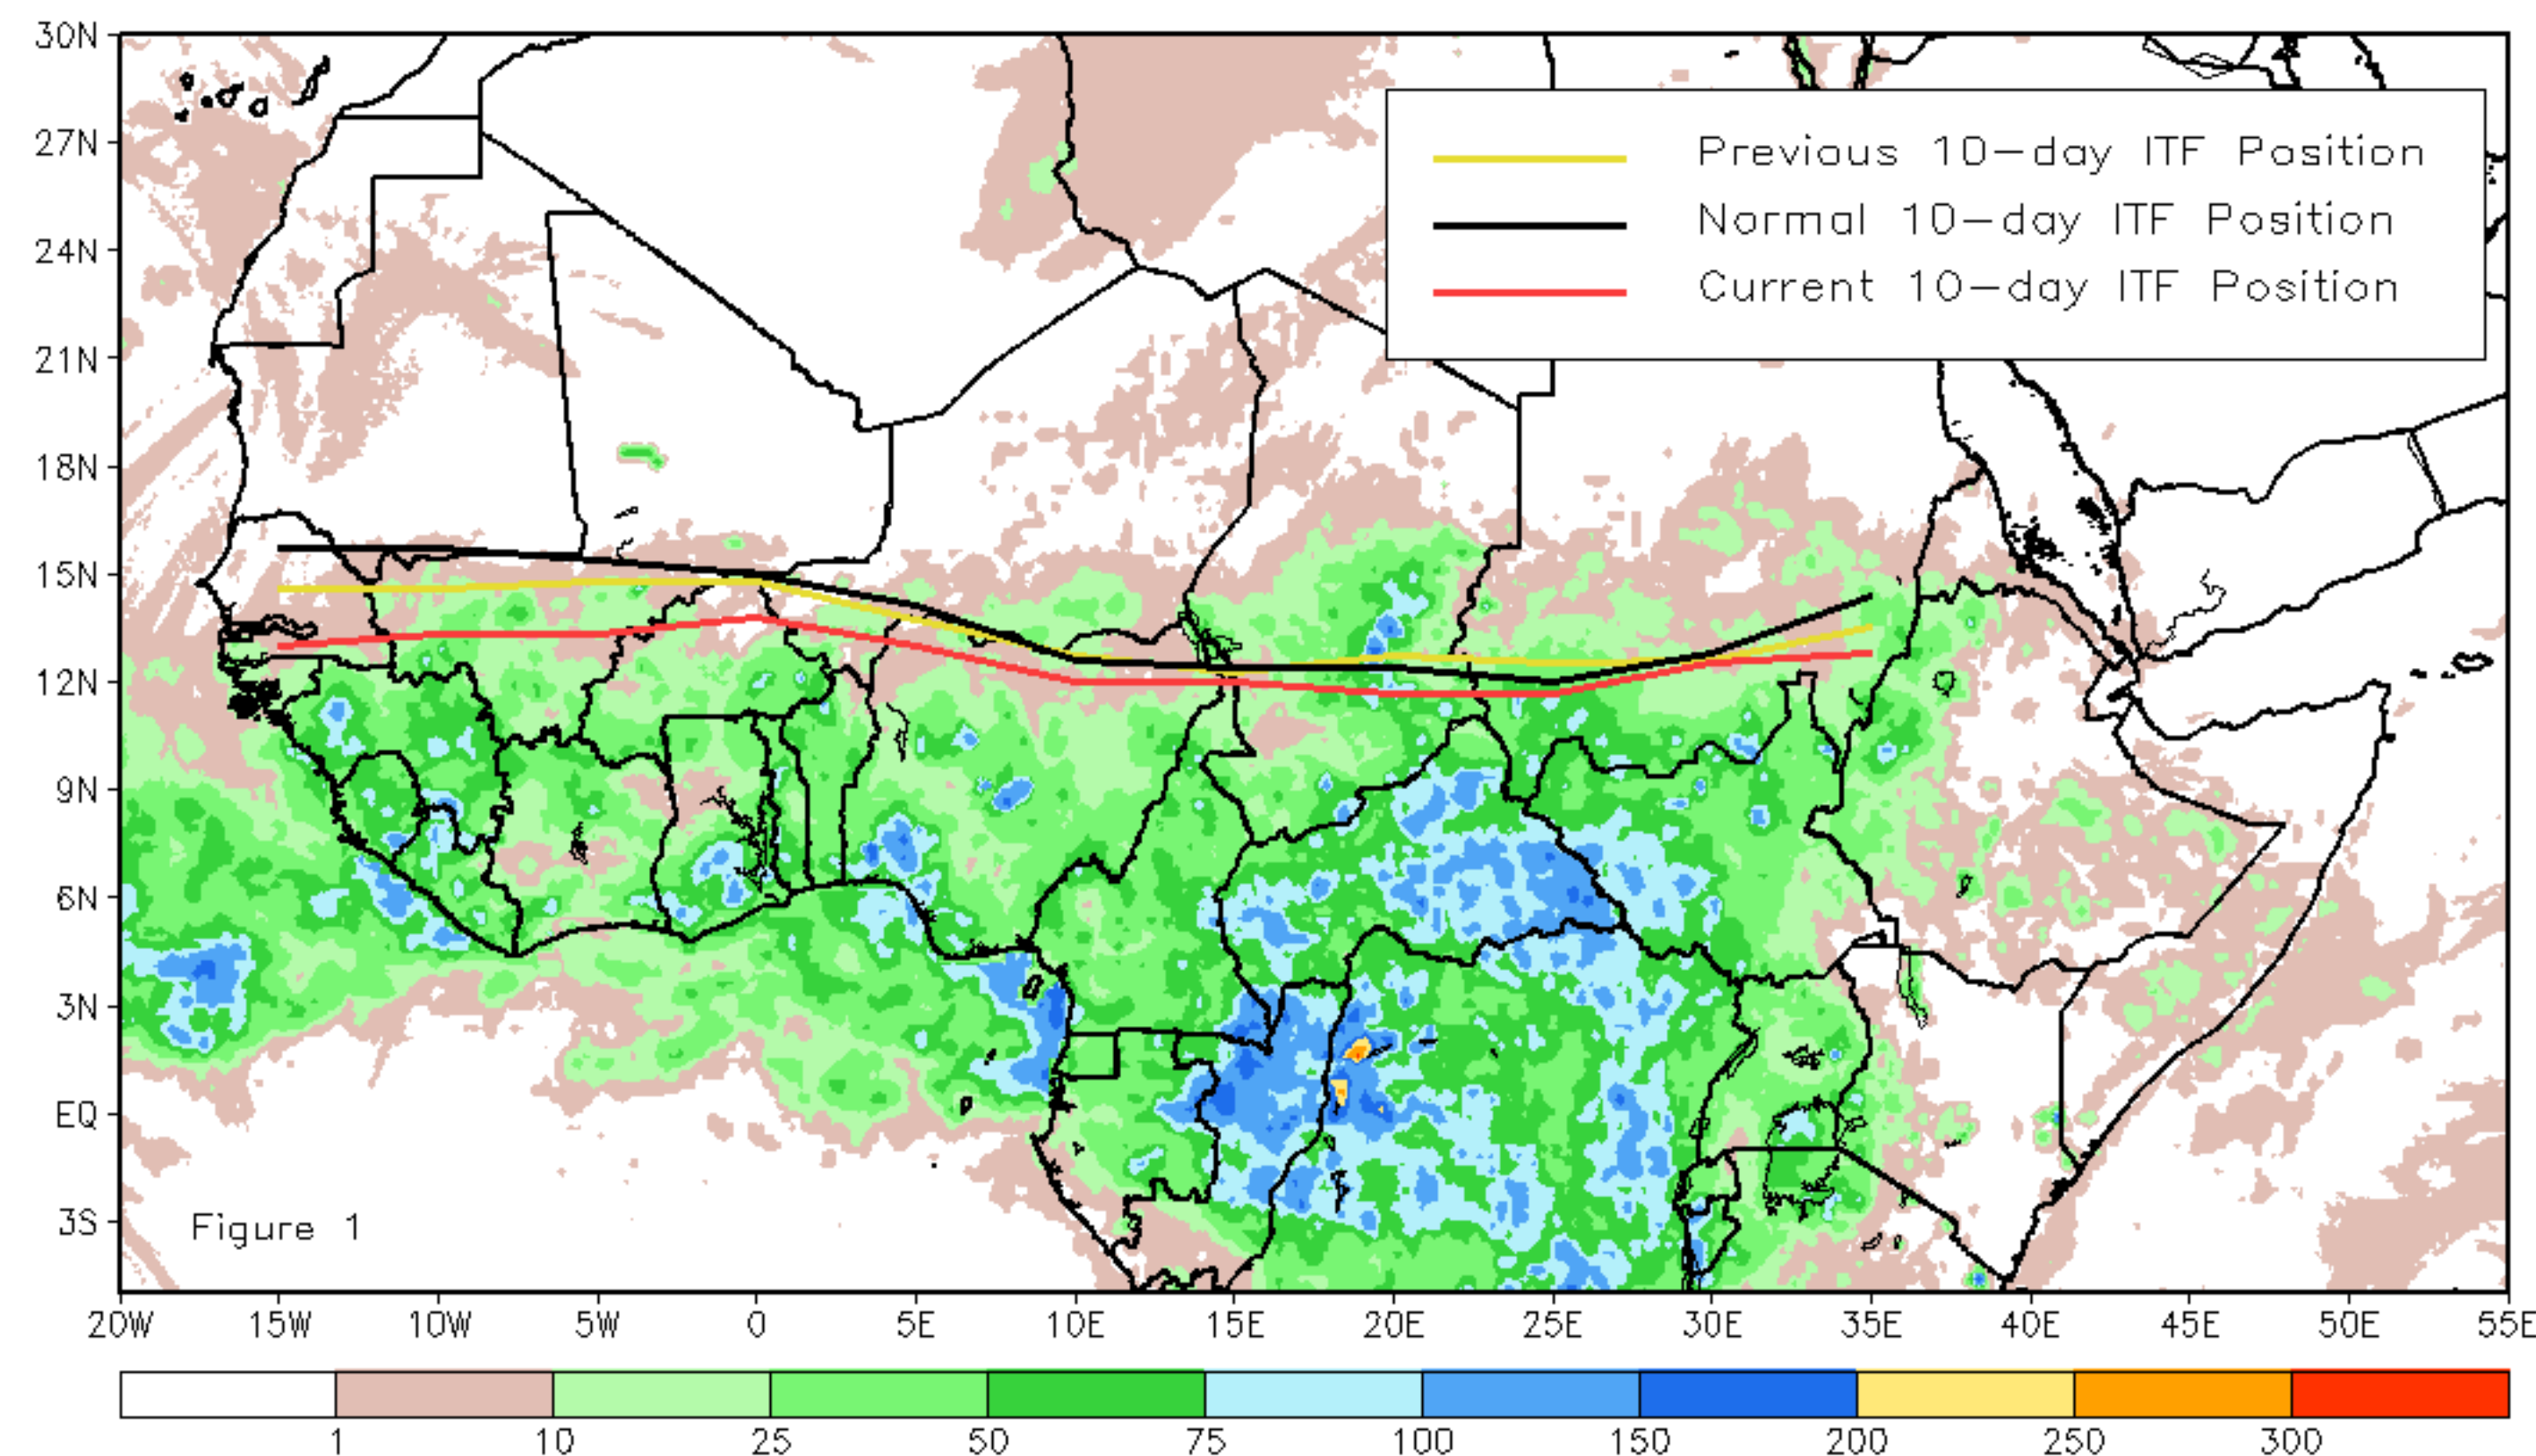 30N
27N
24N
21N
18N
15N
12N
9N
6N
3N
EQ
3S
Previous 10-day ITF Position
Normal 10-day ITF Position
Current 10-day ITF Position
Figure 1
20W 15W 10W 5W 0 5E 10E 15E 20E 25E 30E 35E 40E 45E 50E 55E
1 10 25 50 75 100 150 200 250 300